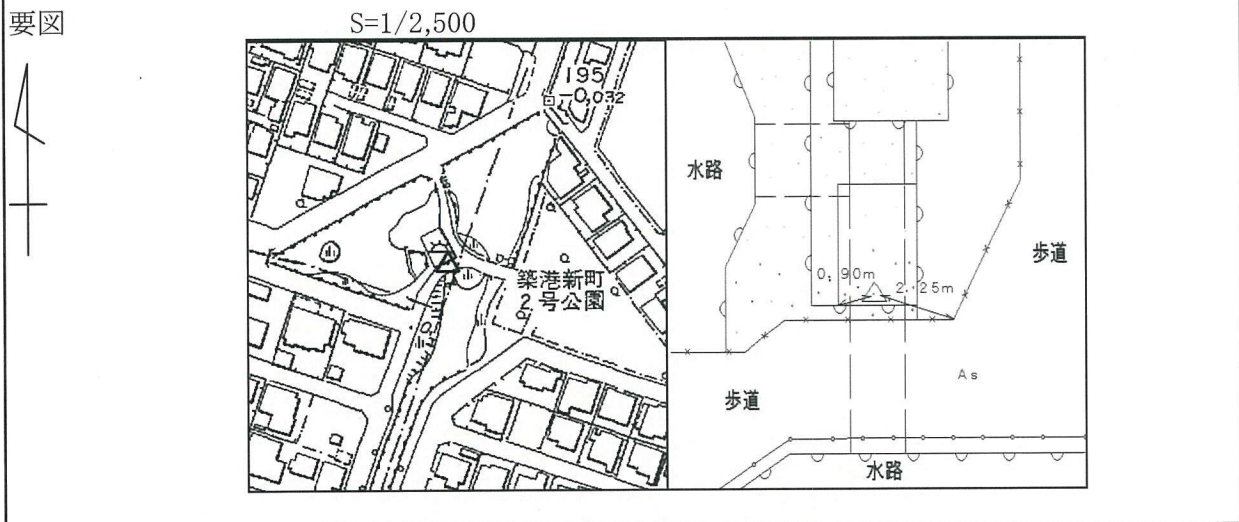 要図
S=1/2,500
195
-0.032
築港新町
2号公園
水路
歩道
0.90m
2.25m
As
歩道
水路